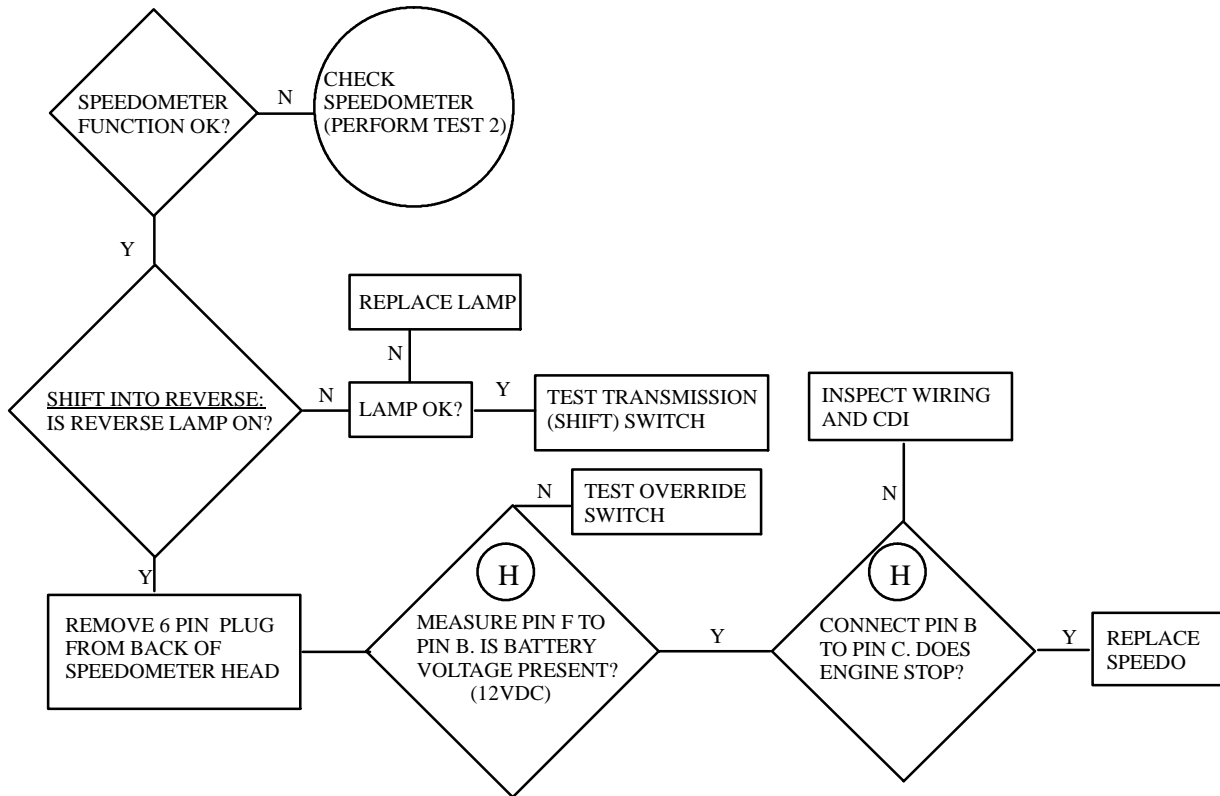 SPEEDOMETER
FUNCTION OK?
N
CHECK
SPEEDOMETER
(PERFORM TEST 2)
Y
SHIFT INTO REVERSE:
IS REVERSE LAMP ON?
N
REPLACE LAMP
N
LAMP OK?
Y
TEST TRANSMISSION
(SHIFT) SWITCH
Y
REMOVE 6 PIN PLUG
FROM BACK OF
SPEEDOMETER HEAD
H
MEASURE PIN F TO
PIN B. IS BATTERY
VOLTAGE PRESENT?
(12VDC)
N
TEST OVERRIDE
SWITCH
Y
H
CONNECT PIN B
TO PIN C. DOES
ENGINE STOP?
N
INSPECT WIRING
AND CDI
Y
REPLACE
SPEEDO